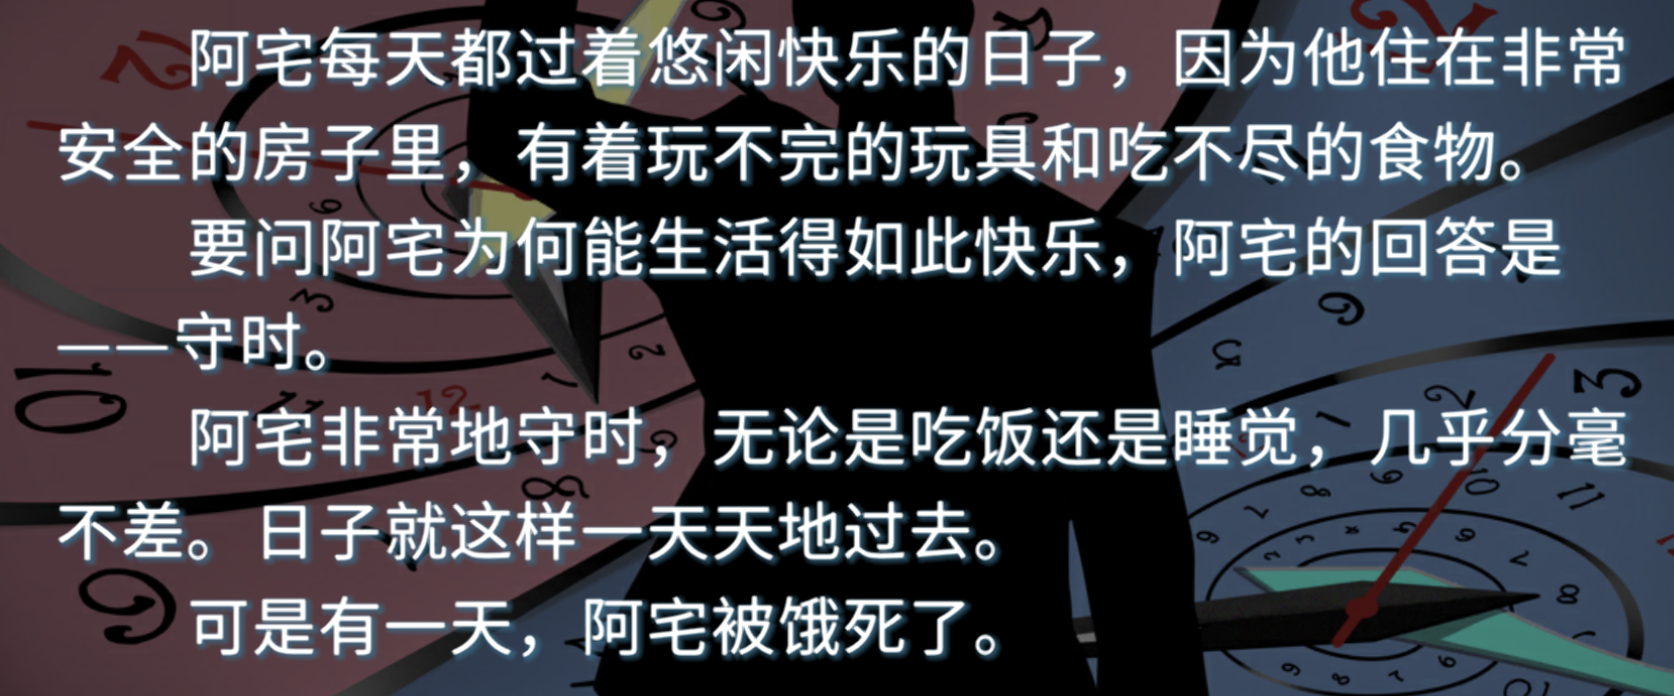 阿宅每天都过着悠闲快乐的日子，因为他住在非常
安全的房子里，有着玩不完的玩具和吃不尽的食物。
要问阿宅为何能生活得如此快乐，阿宅的回答是
——守时。
阿宅非常地守时，无论是吃饭还是睡觉，几乎分毫
不差。日子就这样一天天地过去。
可是有一天，阿宅被饿死了。